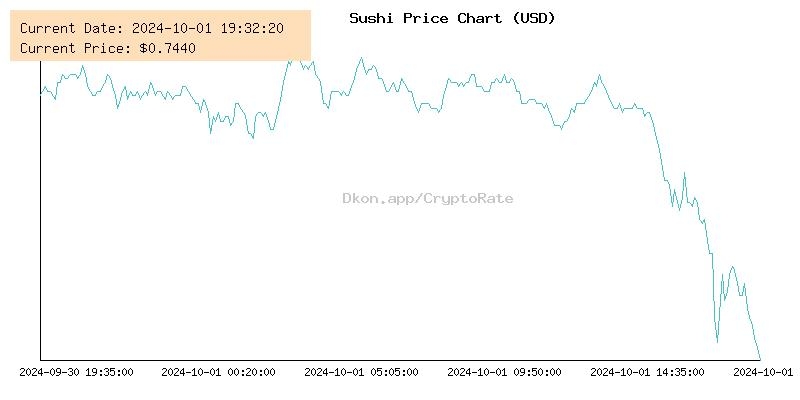 Sushi Price Chart (USD)
Current Date: 2024-10-01 19:32:20
Current Price: $0.7440
Dkon.app/CryptoRate
2024-09-30 19:35:00 2024-10-01 00:20:00 2024-10-01 05:05:00 2024-10-01 09:50:00 2024-10-01 14:35:00 2024-10-01